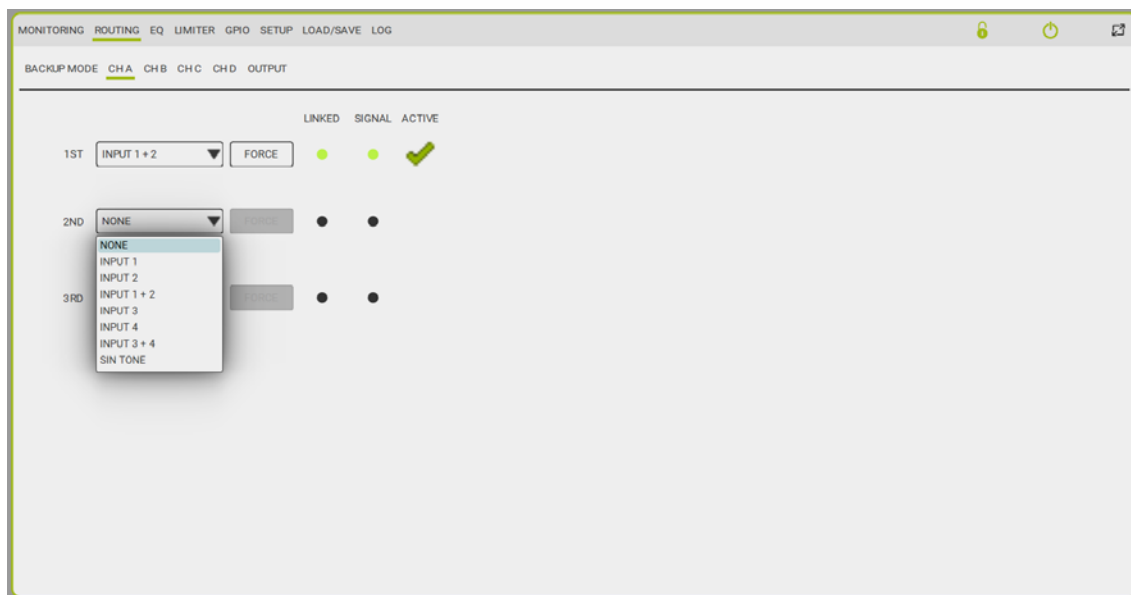 MONITORING ROUTING EQ LIMITER GPIO SETUP LOAD/SAVE LOG
BACKUP MODE CH A CH B CH C CH D OUTPUT
LINKED SIGNAL ACTIVE
1ST INPUT 1 + 2 FORCE
2ND NONE FORCE
NONE
INPUT 1
INPUT 2
3RD INPUT 1 + 2 FORCE
INPUT 3
INPUT 4
INPUT 3 + 4
SIN TONE